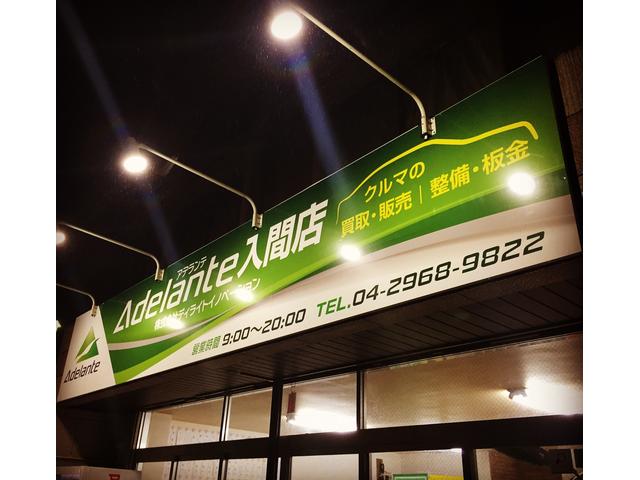 アデランテ
Adelante入間店
株式会社ディライトイノベーション
クルマの
買取・販売｜整備・板金
営業時間 9:00～20:00 TEL.04-2968-9822
Adelante